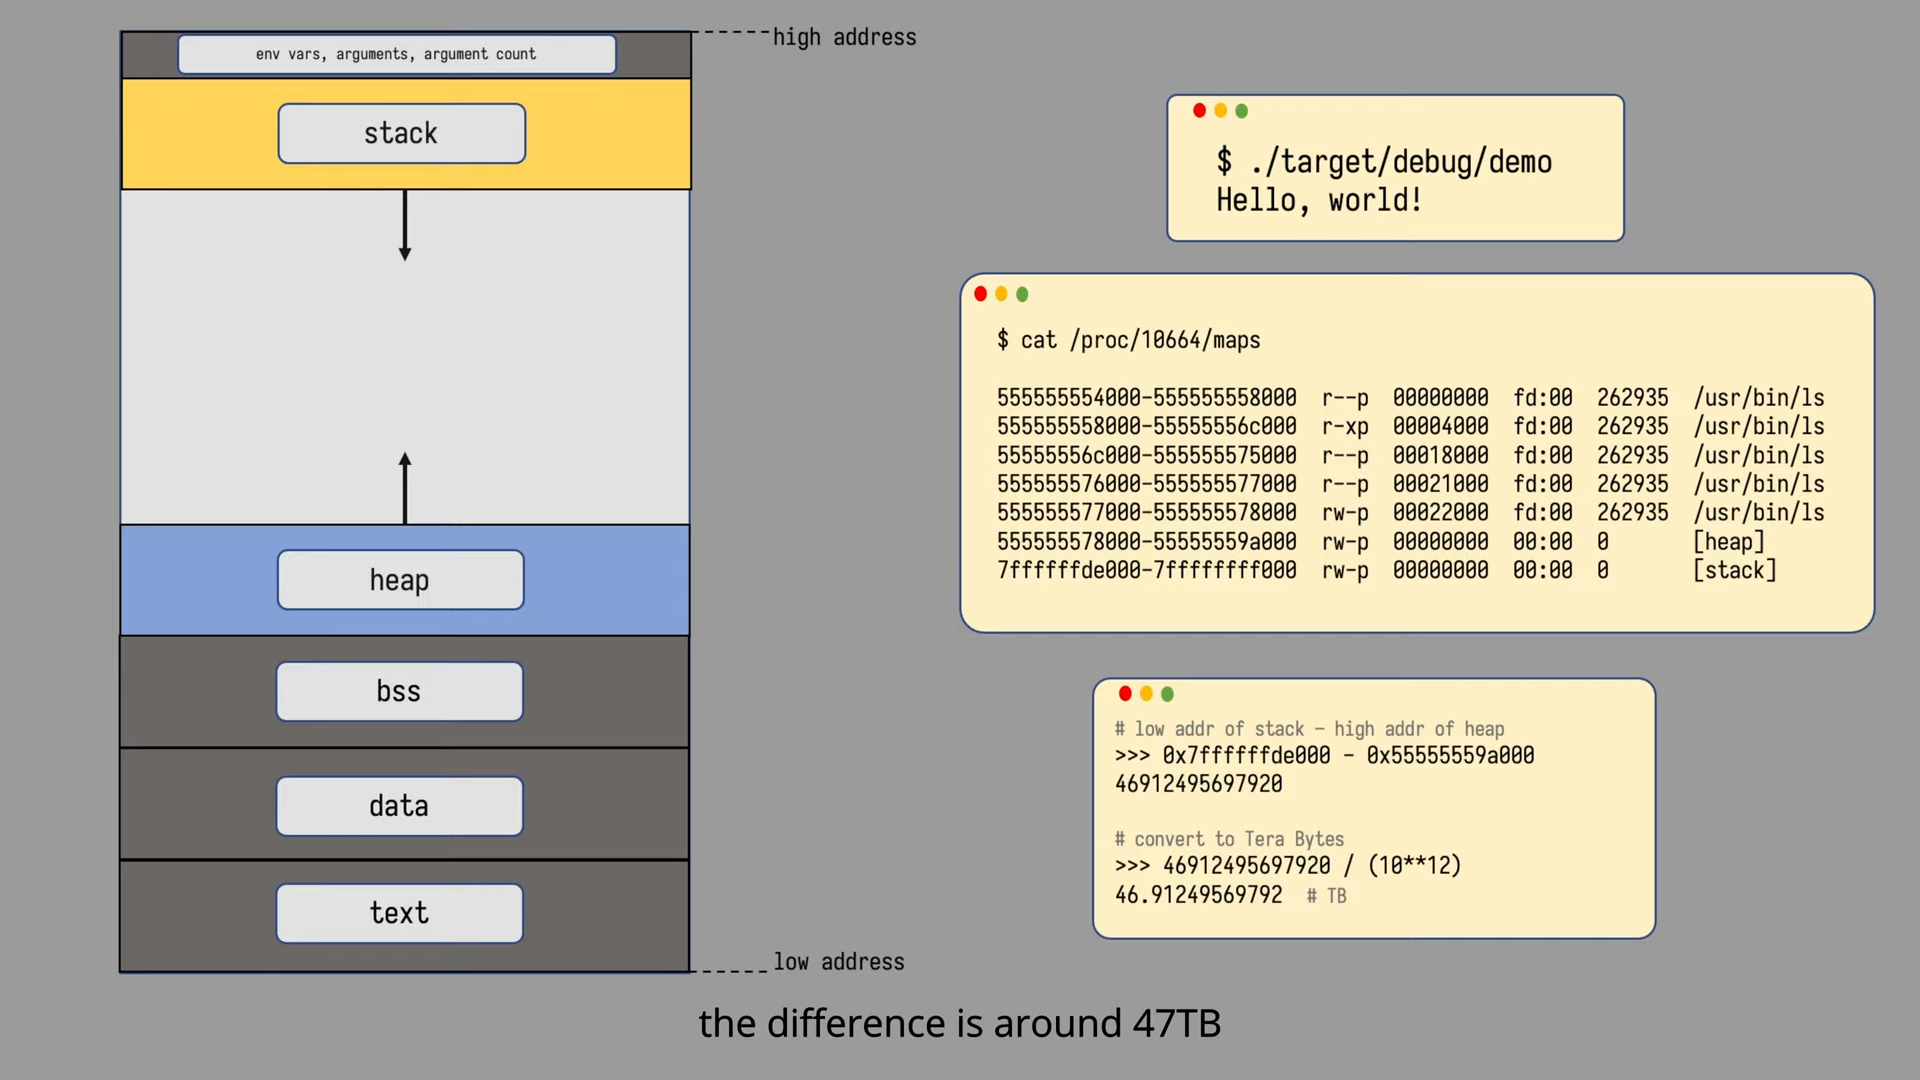 env vars, arguments, argument count
high address
stack
heap
bss
data
text
low address
$ ./target/debug/demo
Hello, world!
$ cat /proc/10664/maps
555555554000-555555558000 r--p 00000000 fd:00 262935 /usr/bin/ls
555555558000-55555556c000 r-xp 00004000 fd:00 262935 /usr/bin/ls
55555556c000-555555575000 r--p 00018000 fd:00 262935 /usr/bin/ls
555555576000-555555577000 r--p 00021000 fd:00 262935 /usr/bin/ls
555555577000-555555578000 rw-p 00022000 fd:00 262935 /usr/bin/ls
555555578000-55555559a000 rw-p 00000000 00:00 0 [heap]
7ffffffde000-7ffffffff000 rw-p 00000000 00:00 0 [stack]
# low addr of stack - high addr of heap
>>> 0x7ffffffde000 - 0x55555559a000
46912495697920
# convert to Tera Bytes
>>> 46912495697920 / (10**12)
46.91249569792 # TB
the difference is around 47TB